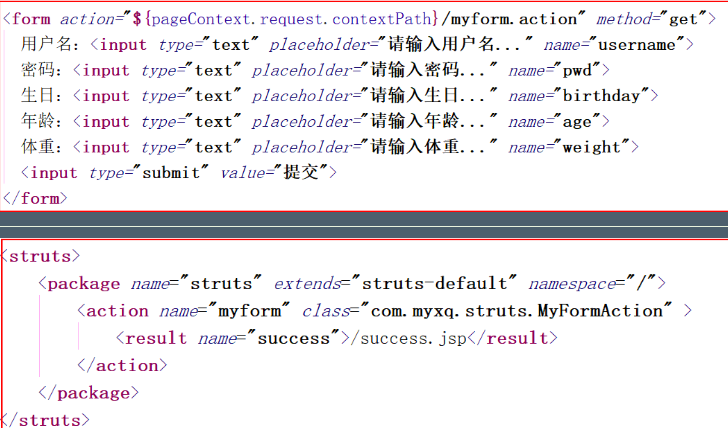 <form action="${pageContext.request.contextPath}/myform.action" method="get">
用户名：<input type="text" placeholder="请输入用户名..." name="username">
密码：<input type="text" placeholder="请输入密码..." name="pwd">
生日：<input type="text" placeholder="请输入生日..." name="birthday">
年龄：<input type="text" placeholder="请输入年龄..." name="age">
体重：<input type="text" placeholder="请输入体重..." name="weight">
<input type="submit" value="提交">
</form>
<struts>
<package name="struts" extends="struts-default" namespace="/">
<action name="myform" class="com.myxq.struts.MyFormAction" >
<result name="success">/success.jsp</result>
</action>
</package>
</struts>